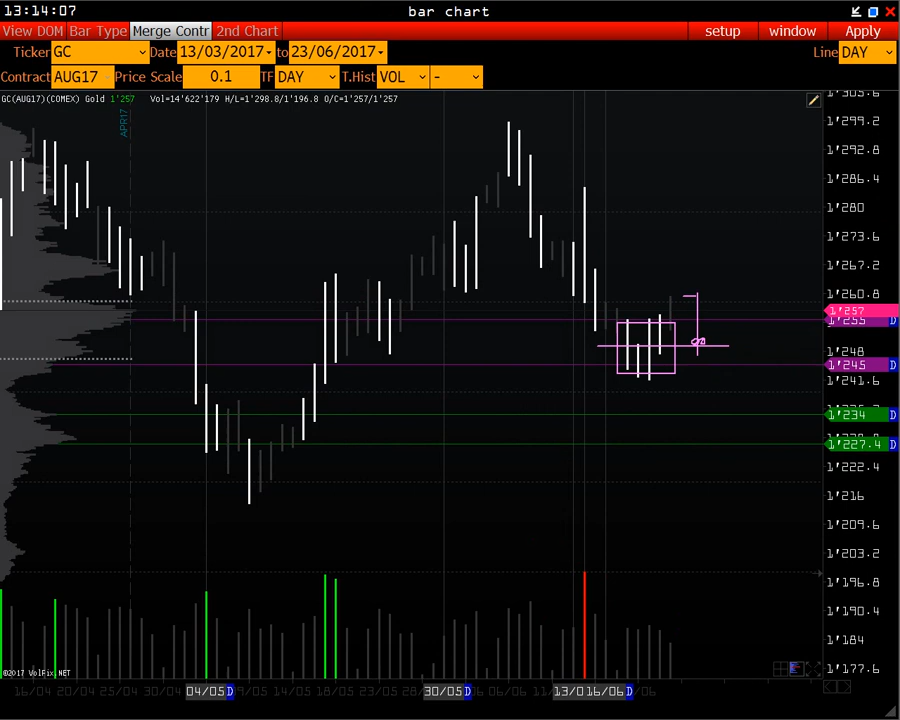 13:14:07
bar chart
View DOM Bar Type Merge Contr 2nd Chart setup window Apply
Ticker GC Date 13/03/2017 to 23/06/2017 Line DAY
Contract AUG17 Price Scale 0.1 TF DAY T.Hist VOL -
GC(AUG17)(COMEX) Gold 1'257 Vol=14'622'179 H/L=1'298.8/1'196.8 O/C=1'257/1'257
APR17
1'305.6
1'299.2
1'292.8
1'286.4
1'280
1'273.6
1'267.2
1'260.8
1'257
1'255 D
1'248
1'245 D
1'241.6
1'234 D
1'227.4 D
1'222.4
1'216
1'209.6
1'203.2
1'196.8
1'190.4
1'184
1'177.6
©2017 VolFix.NET
16/04 20/04 25/04 30/04 04/05 D 9/05 14/05 18/05 23/05 28/ 30/05 D 06/06 11/ 13/0 16/06 D /06